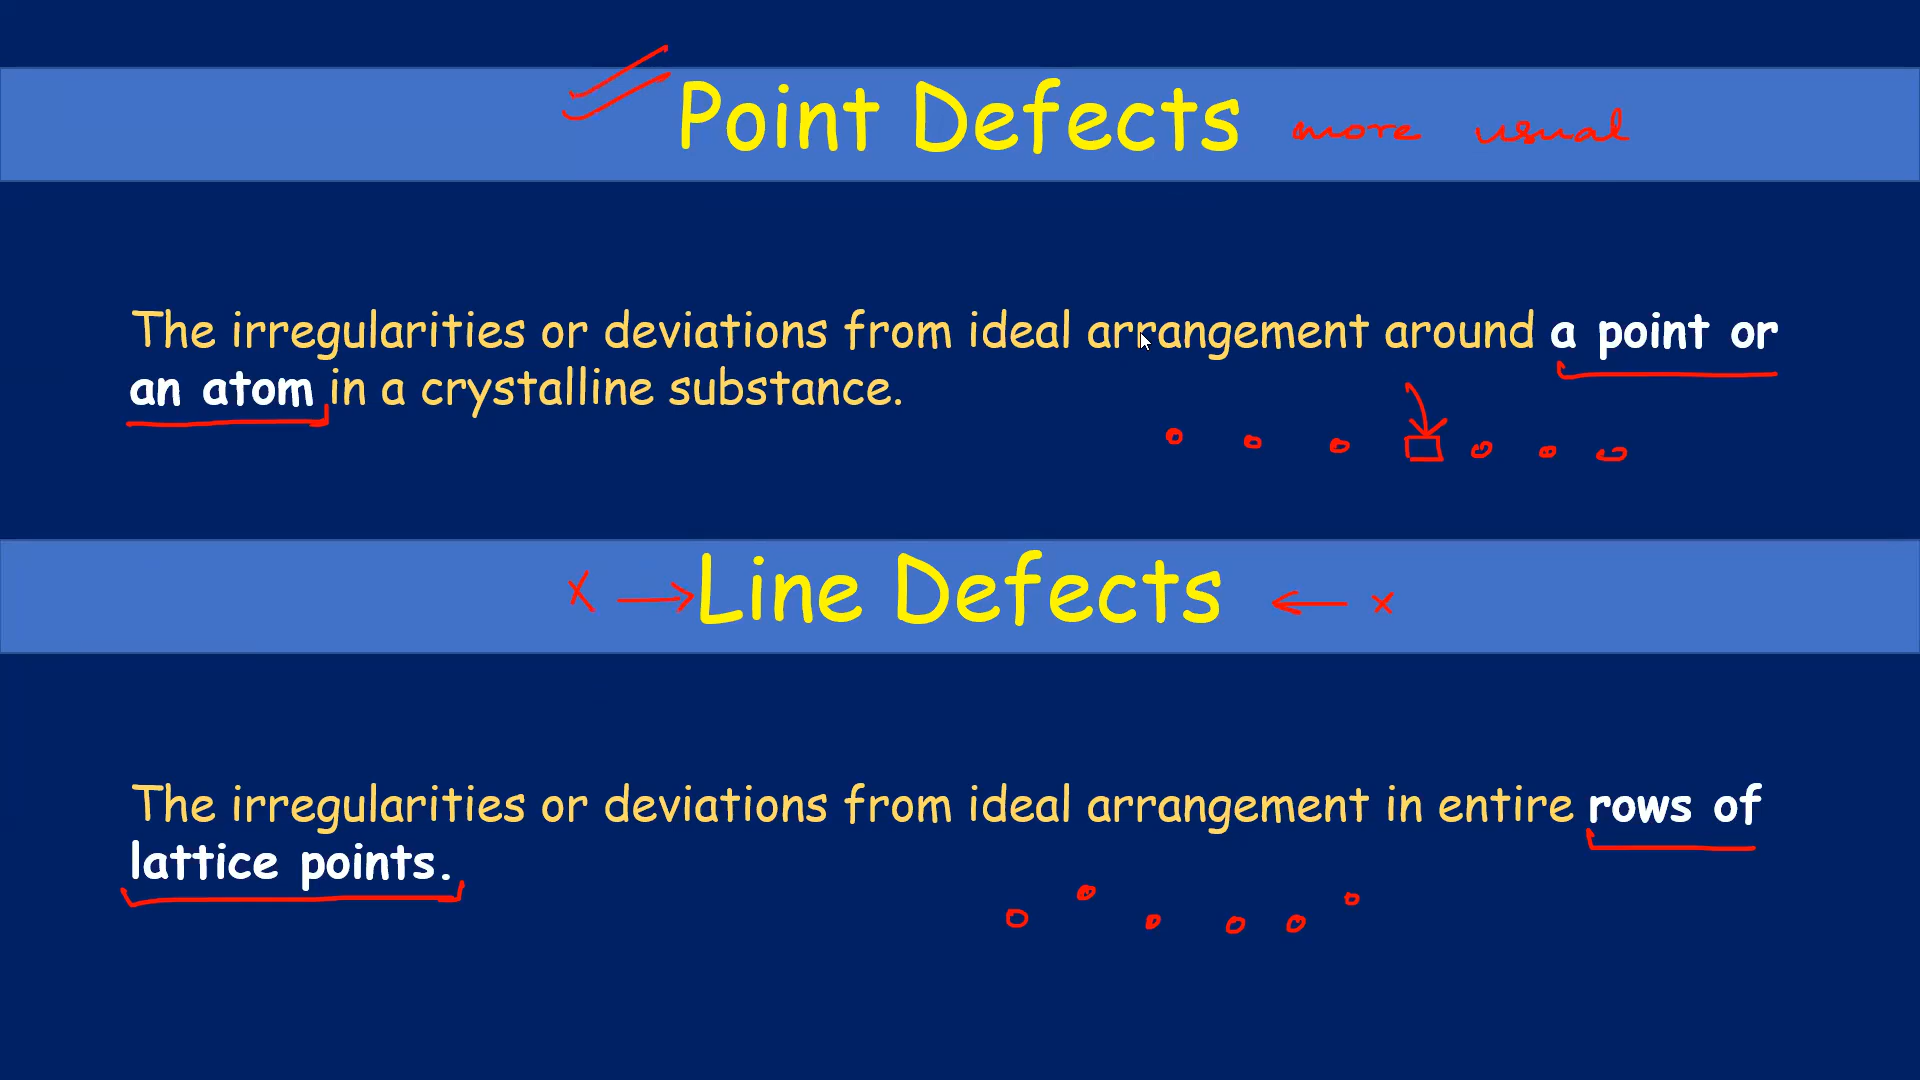 Point Defects more usual
The irregularities or deviations from ideal arrangement around a point or
an atom in a crystalline substance.
x → Line Defects ← x
The irregularities or deviations from ideal arrangement in entire rows of
lattice points.